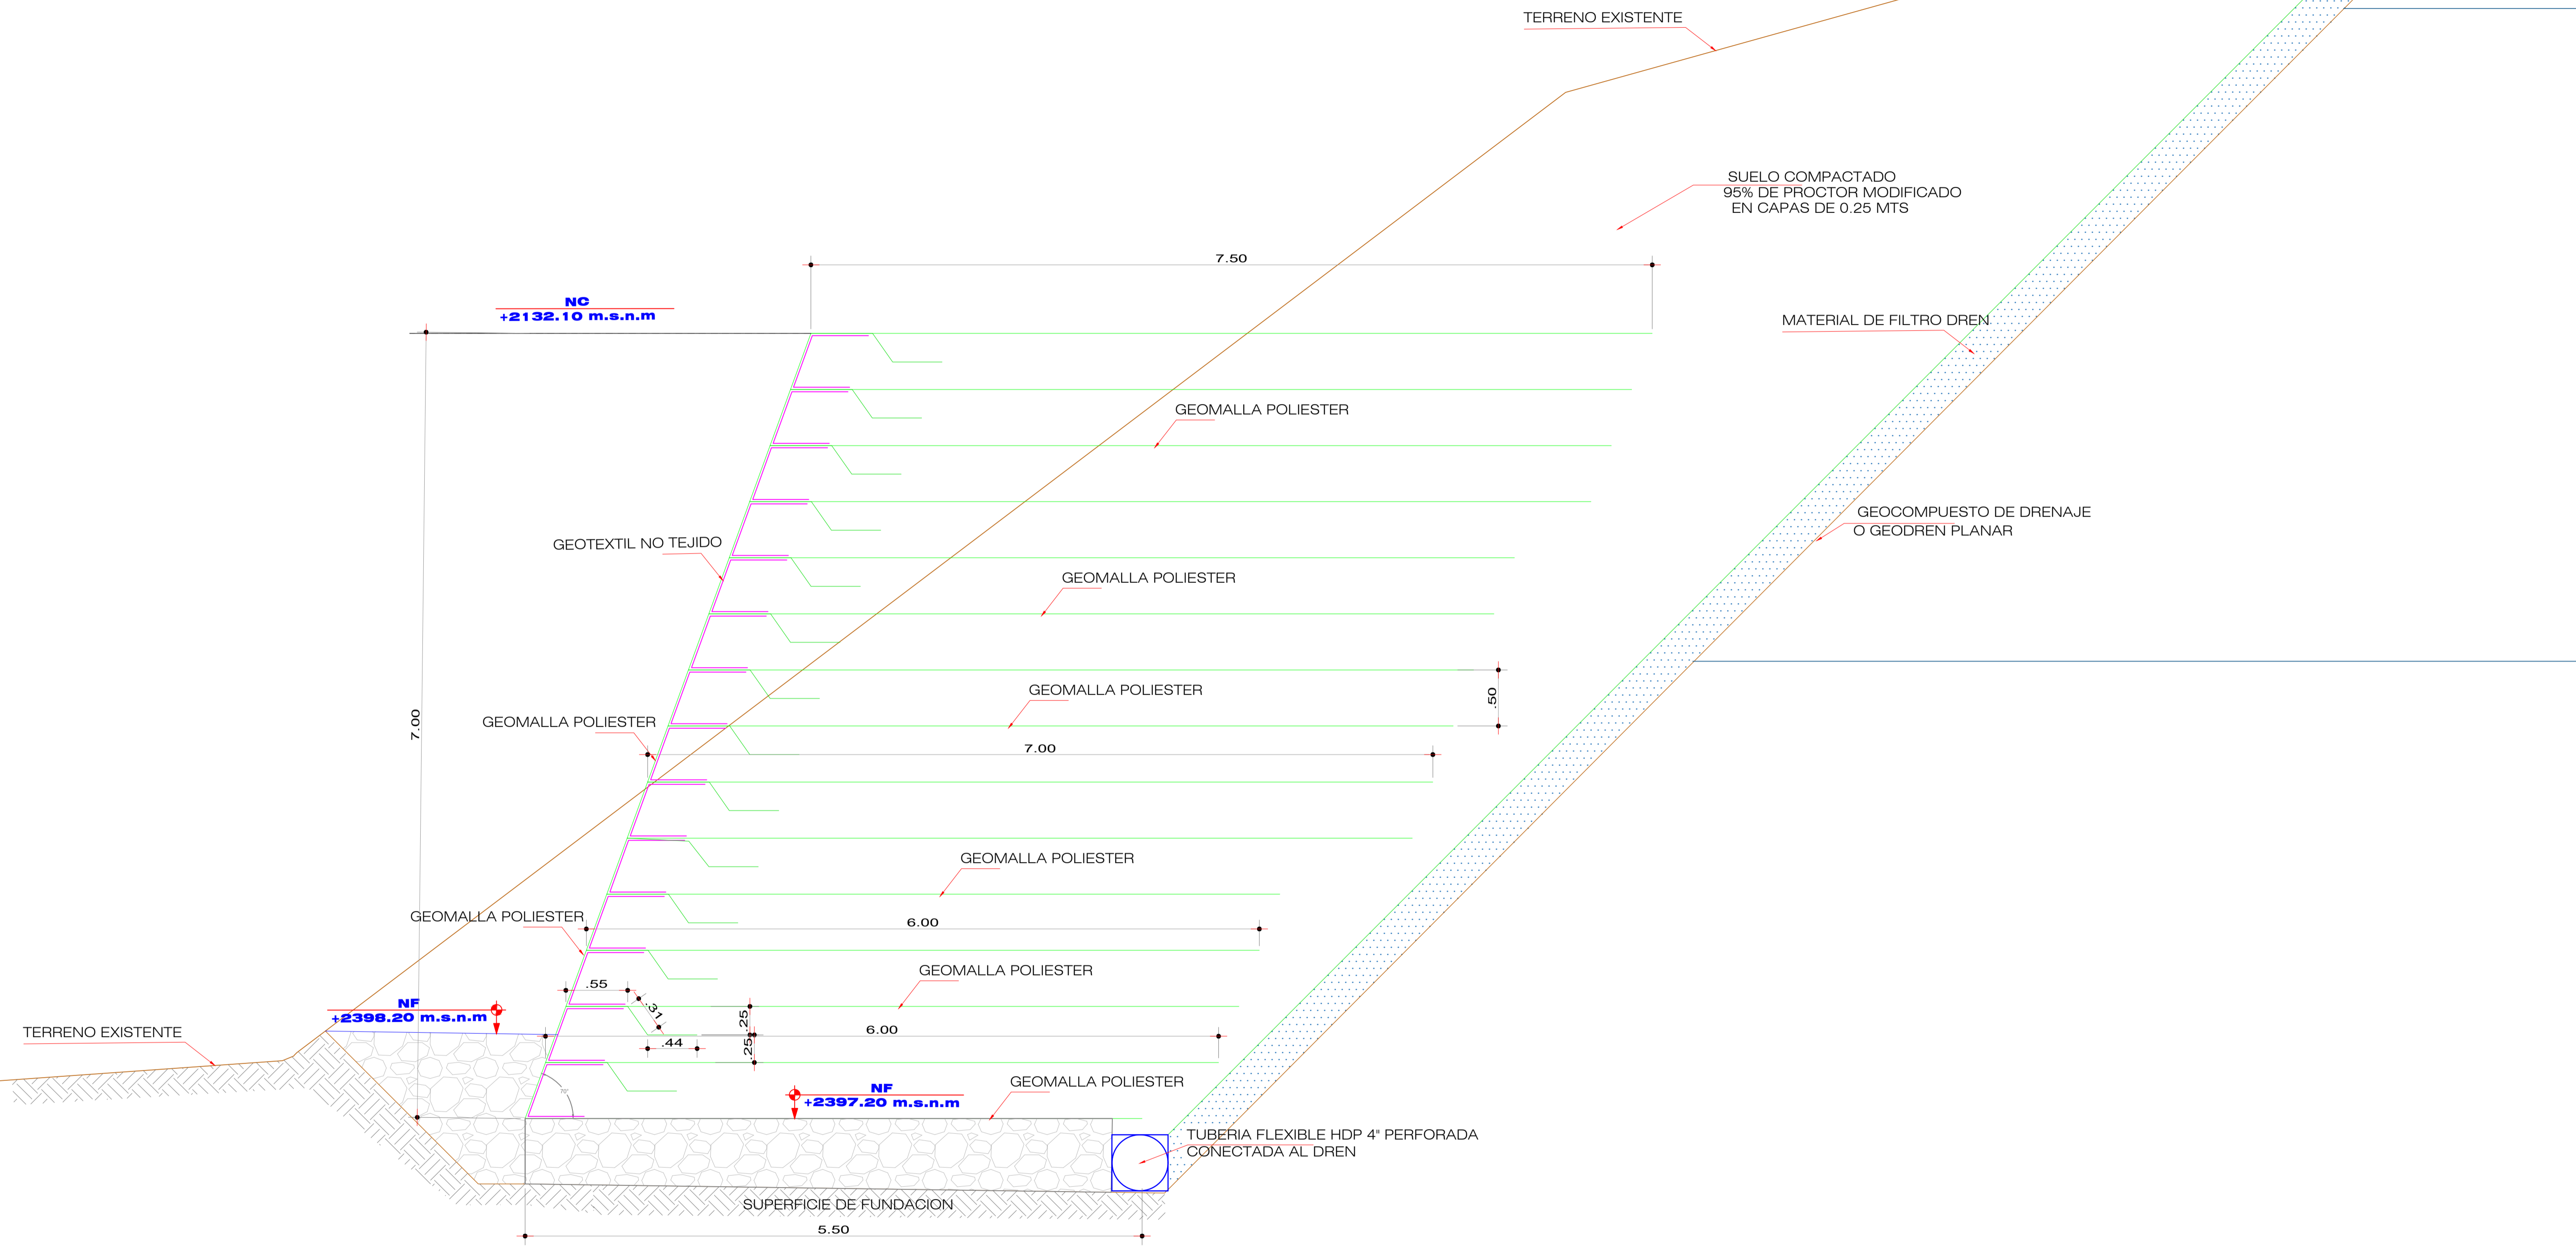 TERRENO EXISTENTE
SUELO COMPACTADO
95% DE PROCTOR MODIFICADO
EN CAPAS DE 0.25 MTS
7.50
NC
+2132.10 m.s.n.m
MATERIAL DE FILTRO DREN
GEOMALLA POLIESTER
GEOCOMPUESTO DE DRENAJE
O GEODREN PLANAR
GEOTEXTIL NO TEJIDO
GEOMALLA POLIESTER
GEOMALLA POLIESTER
.50
7.00
GEOMALLA POLIESTER
7.00
GEOMALLA POLIESTER
GEOMALLA POLIESTER
6.00
GEOMALLA POLIESTER
.55
.31
NF
+2398.20 m.s.n.m
.25
6.00
TERRENO EXISTENTE
.44
.25
GEOMALLA POLIESTER
NF
+2397.20 m.s.n.m
70°
TUBERIA FLEXIBLE HDP 4" PERFORADA
CONECTADA AL DREN
SUPERFICIE DE FUNDACION
5.50